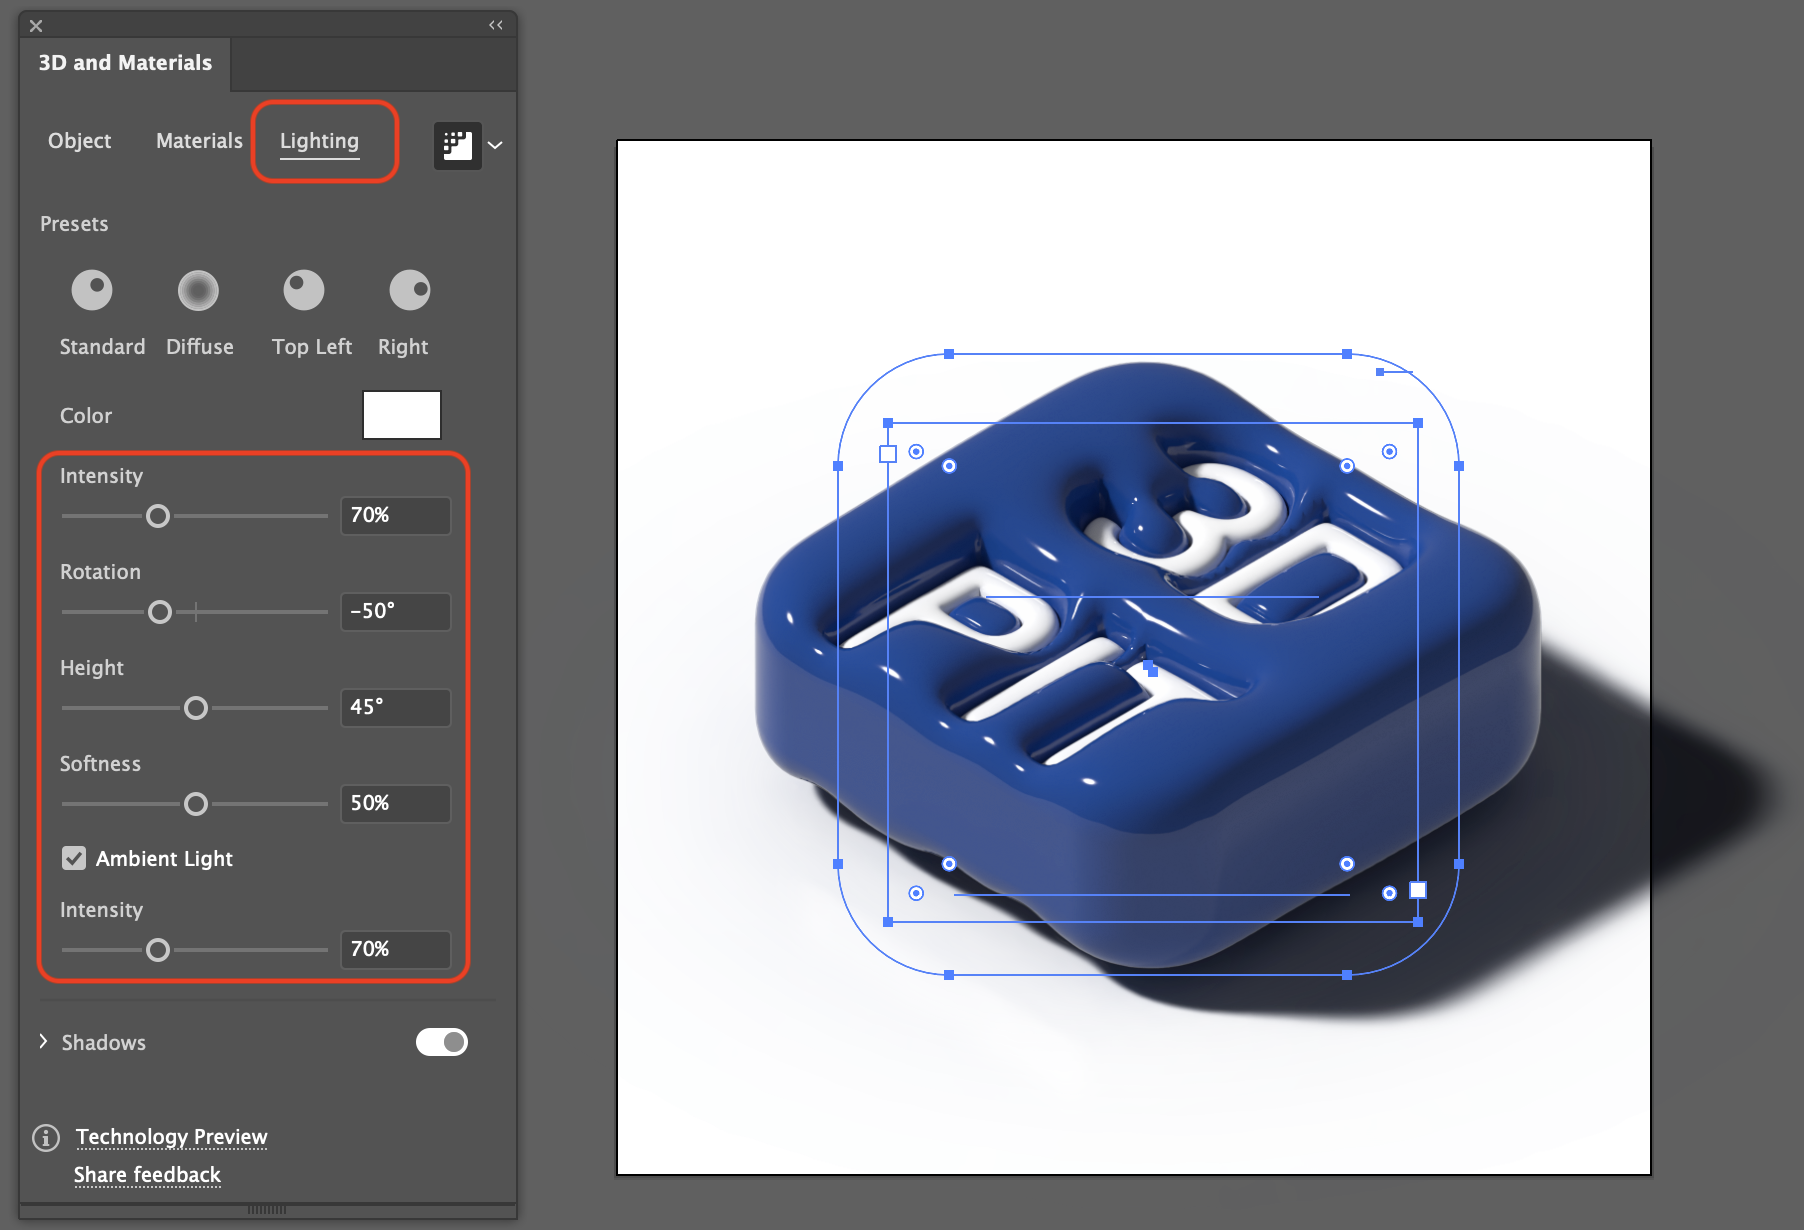 3D and Materials
Object Materials Lighting
Presets
Standard Diffuse Top Left Right
Color
Intensity
70%
Rotation
-50°
Height
45°
Softness
50%
Ambient Light
Intensity
70%
Shadows
Technology Preview
Share feedback
3D